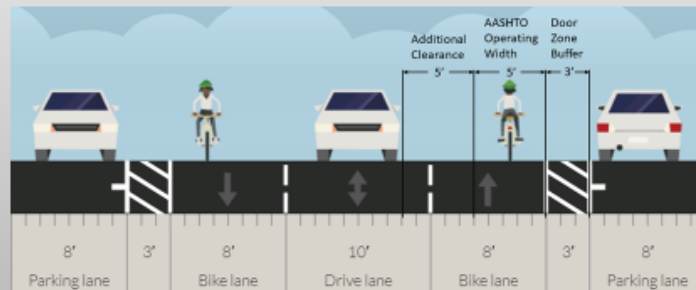 Additional
Clearance
AASHTO
Operating
Width
Door
Zone
Buffer
5' 5' 3'
8' 3' 8' 10' 8' 3' 8'
Parking lane Bike lane Drive lane Bike lane Parking lane